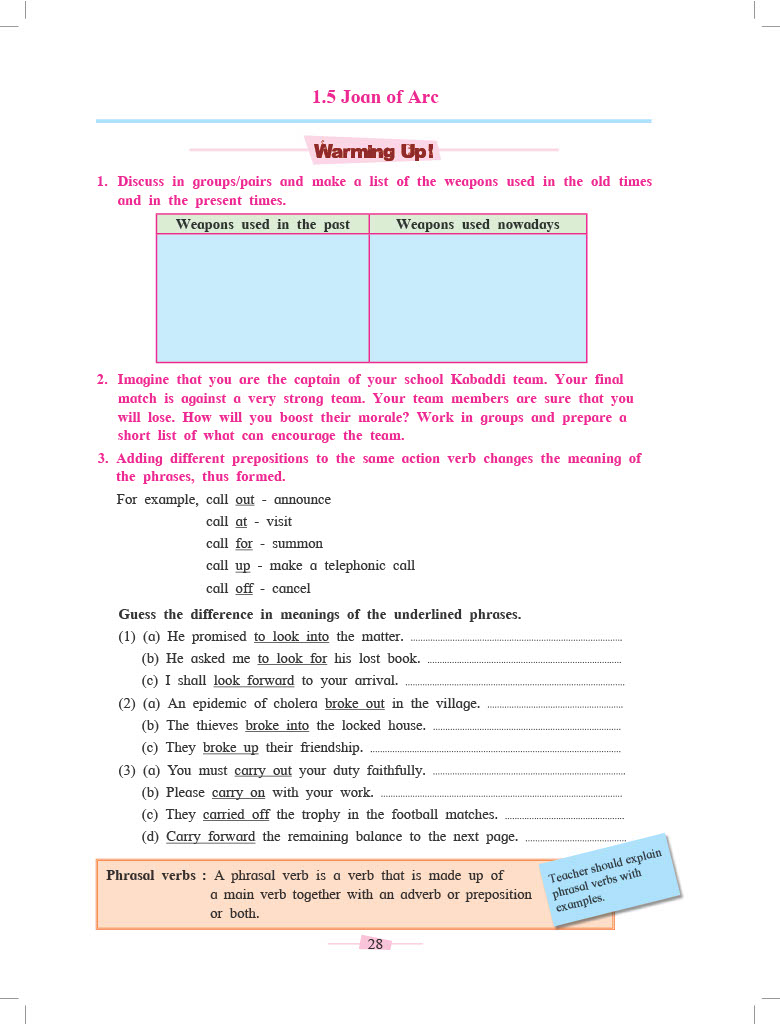 1.5 Joan of Arc
Warming Up!
1. Discuss in groups/pairs and make a list of the weapons used in the old times
and in the present times.
Weapons used in the past Weapons used nowadays
2. Imagine that you are the captain of your school Kabaddi team. Your final
match is against a very strong team. Your team members are sure that you
will lose. How will you boost their morale? Work in groups and prepare a
short list of what can encourage the team.
3. Adding different prepositions to the same action verb changes the meaning of
the phrases, thus formed.
For example, call out - announce
call at - visit
call for - summon
call up - make a telephonic call
call off - cancel
Guess the difference in meanings of the underlined phrases.
(1) (a) He promised to look into the matter. ..............................
(b) He asked me to look for his lost book. ..............................
(c) I shall look forward to your arrival. ..............................
(2) (a) An epidemic of cholera broke out in the village. ..............................
(b) The thieves broke into the locked house. ..............................
(c) They broke up their friendship. ..............................
(3) (a) You must carry out your duty faithfully. ..............................
(b) Please carry on with your work. ..............................
(c) They carried off the trophy in the football matches. ..............................
(d) Carry forward the remaining balance to the next page. ..............................
Phrasal verbs : A phrasal verb is a verb that is made up of
a main verb together with an adverb or preposition
or both.
Teacher should explain
phrasal verbs with
examples.
28